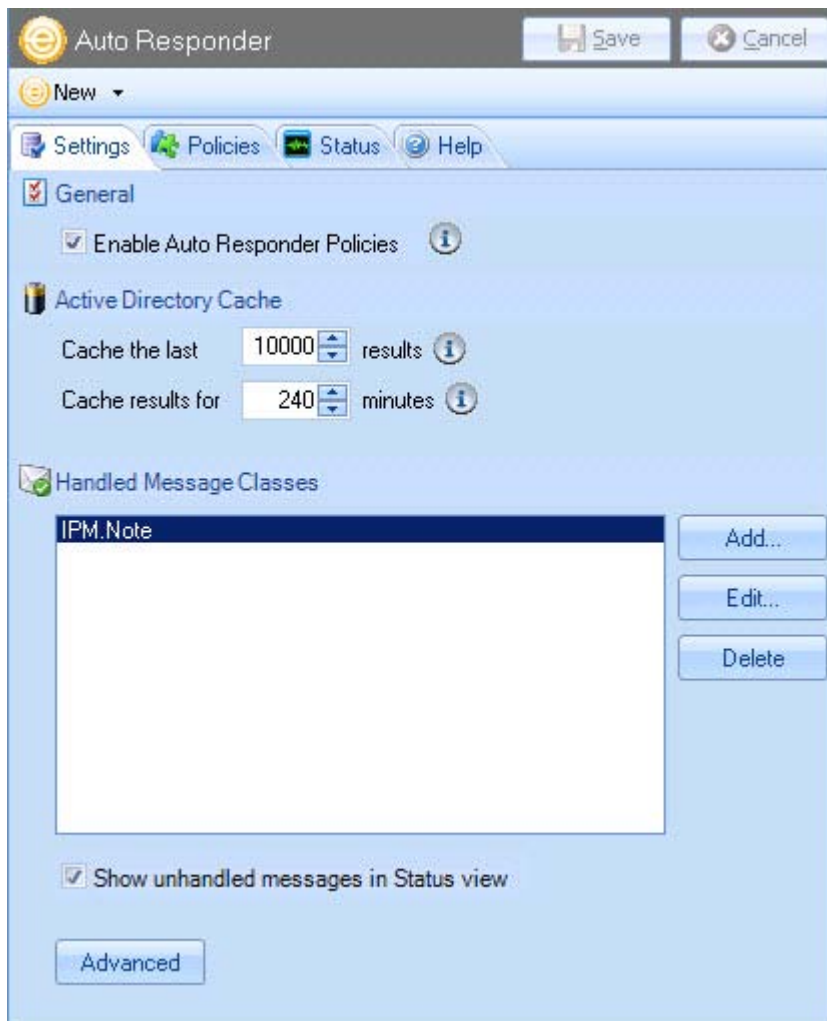 Auto Responder
Save
Cancel
New
Settings
Policies
Status
Help
General
Enable Auto Responder Policies
Active Directory Cache
Cache the last 10000 results
Cache results for 240 minutes
Handled Message Classes
IPM.Note
Add...
Edit...
Delete
Show unhandled messages in Status view
Advanced